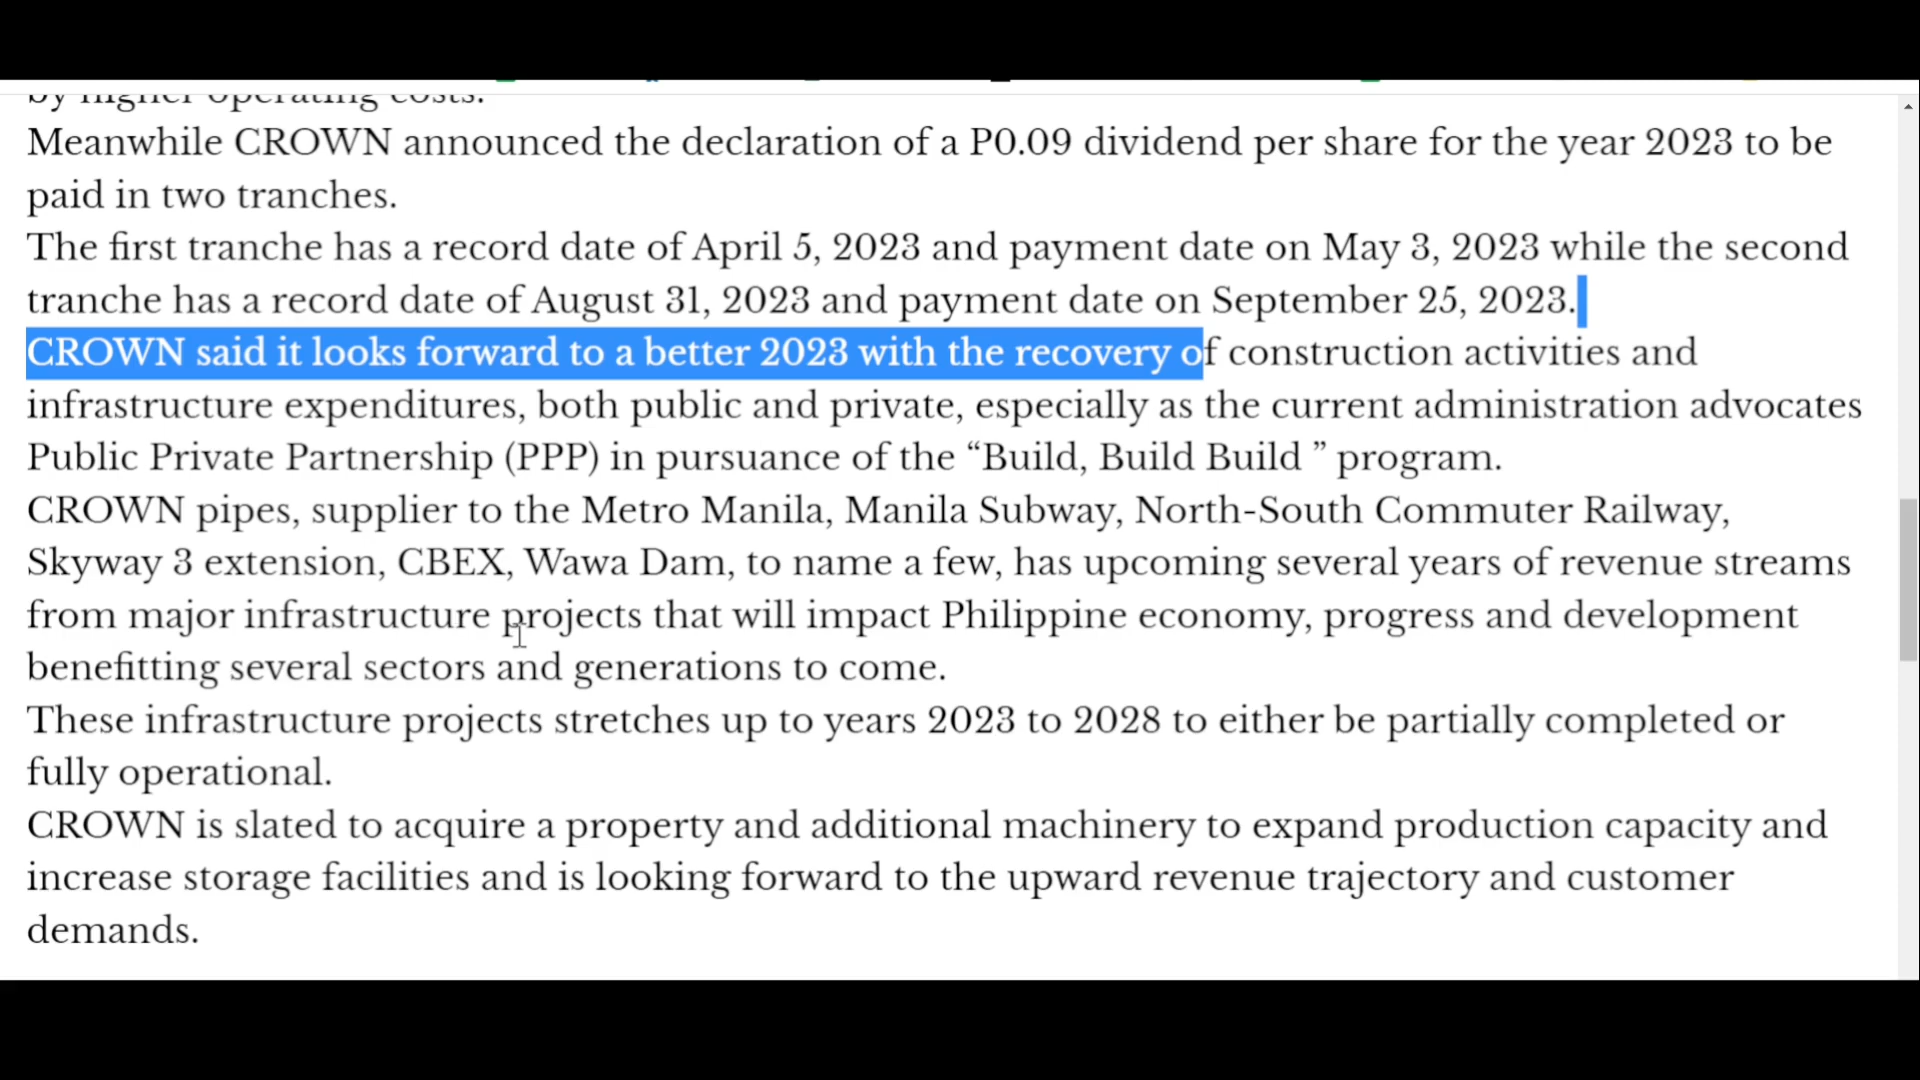 by higher operating costs.
Meanwhile CROWN announced the declaration of a P0.09 dividend per share for the year 2023 to be
paid in two tranches.
The first tranche has a record date of April 5, 2023 and payment date on May 3, 2023 while the second
tranche has a record date of August 31, 2023 and payment date on September 25, 2023.
CROWN said it looks forward to a better 2023 with the recovery of construction activities and
infrastructure expenditures, both public and private, especially as the current administration advocates
Public Private Partnership (PPP) in pursuance of the “Build, Build Build ” program.
CROWN pipes, supplier to the Metro Manila, Manila Subway, North-South Commuter Railway,
Skyway 3 extension, CBEX, Wawa Dam, to name a few, has upcoming several years of revenue streams
from major infrastructure projects that will impact Philippine economy, progress and development
benefitting several sectors and generations to come.
These infrastructure projects stretches up to years 2023 to 2028 to either be partially completed or
fully operational.
CROWN is slated to acquire a property and additional machinery to expand production capacity and
increase storage facilities and is looking forward to the upward revenue trajectory and customer
demands.